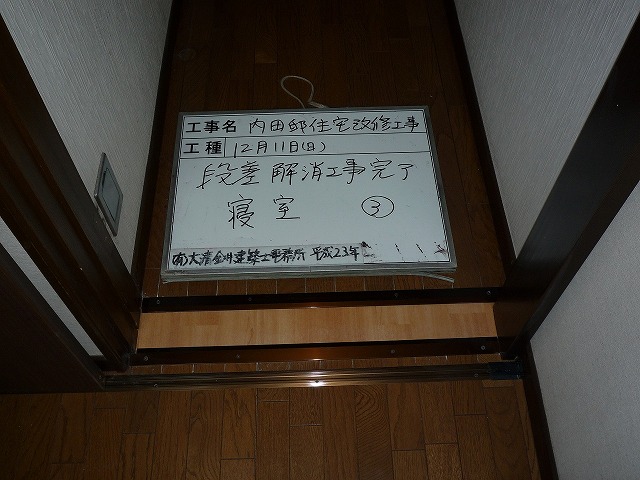 工事名 内田邸住宅改修工事
工種 12月11日(日)
段差解消工事完了
寝室 ③
平成23年